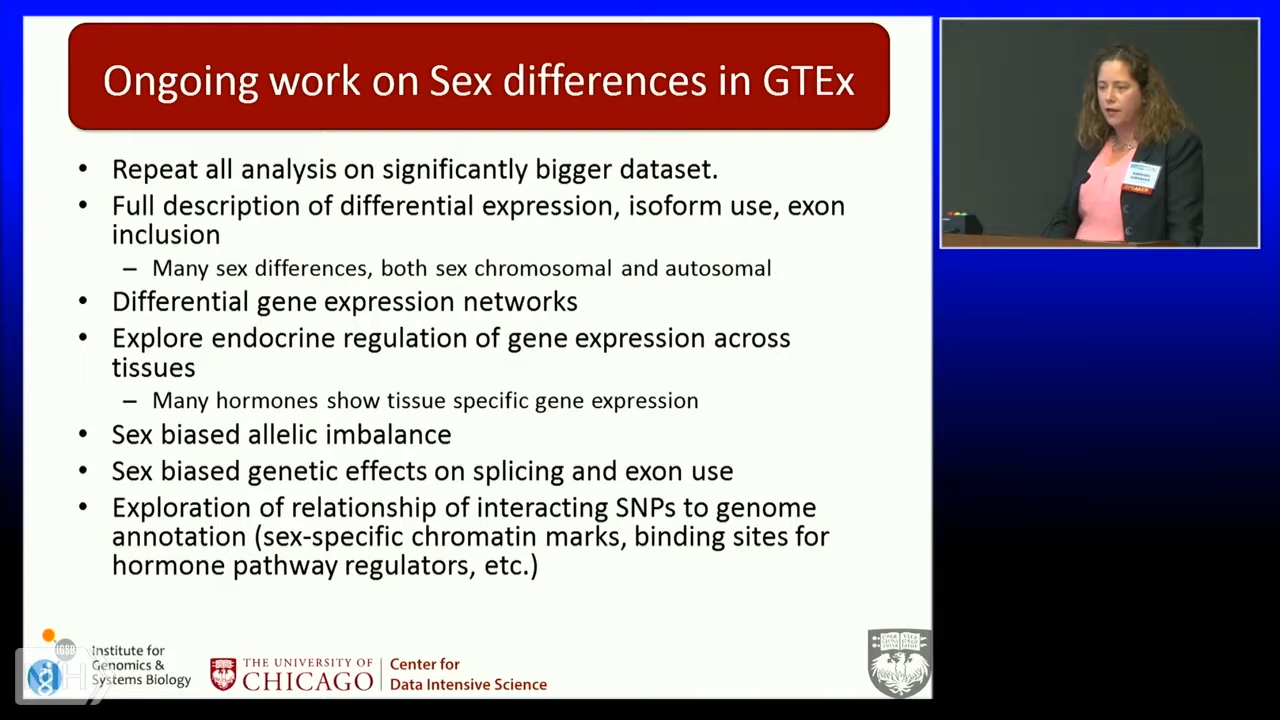 Ongoing work on Sex differences in GTEx
• Repeat all analysis on significantly bigger dataset.
• Full description of differential expression, isoform use, exon
inclusion
– Many sex differences, both sex chromosomal and autosomal
• Differential gene expression networks
• Explore endocrine regulation of gene expression across
tissues
– Many hormones show tissue specific gene expression
• Sex biased allelic imbalance
• Sex biased genetic effects on splicing and exon use
• Exploration of relationship of interacting SNPs to genome
annotation (sex-specific chromatin marks, binding sites for
hormone pathway regulators, etc.)
IGSB
Institute for
Genomics &
Systems Biology
THE UNIVERSITY OF
CHICAGO
Center for
Data Intensive Science
SPEAKER